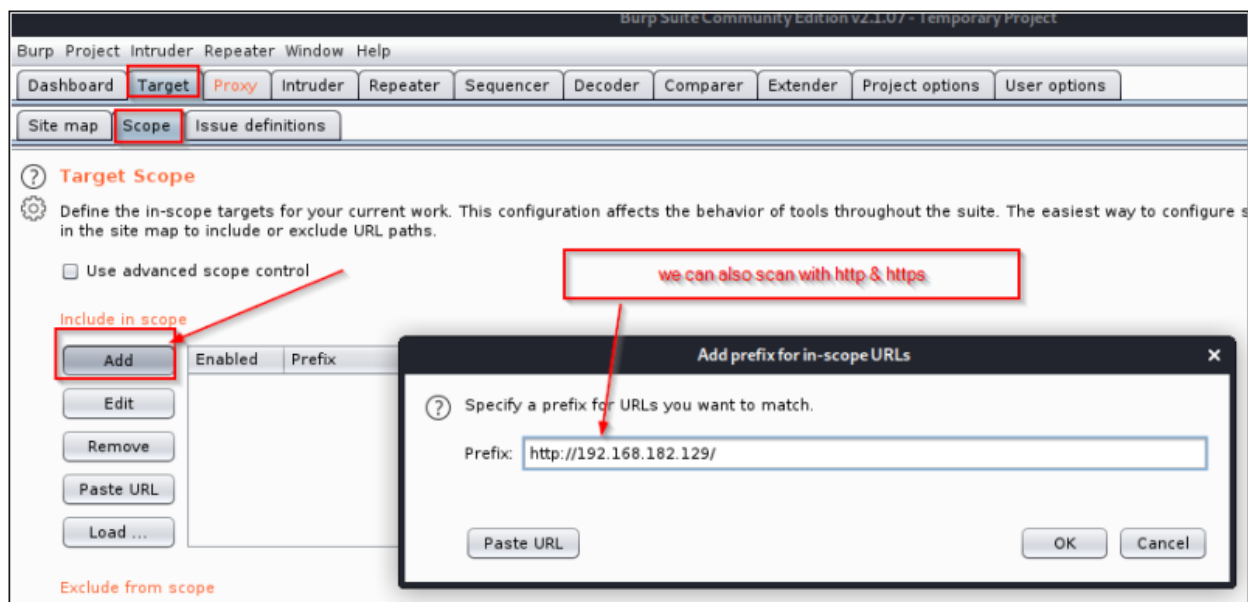 Burp Suite Community Edition v2.1.07 - Temporary Project
Burp Project Intruder Repeater Window Help
Dashboard Target Proxy Intruder Repeater Sequencer Decoder Comparer Extender Project options User options
Site map Scope Issue definitions
? Target Scope
Define the in-scope targets for your current work. This configuration affects the behavior of tools throughout the suite. The easiest way to configure s
in the site map to include or exclude URL paths.
Use advanced scope control
we can also scan with http & https
Include in scope
Add
Enabled Prefix
Edit
Remove
Paste URL
Load ...
Add prefix for in-scope URLs ×
? Specify a prefix for URLs you want to match.
Prefix: http://192.168.182.129/
Paste URL OK Cancel
Exclude from scope